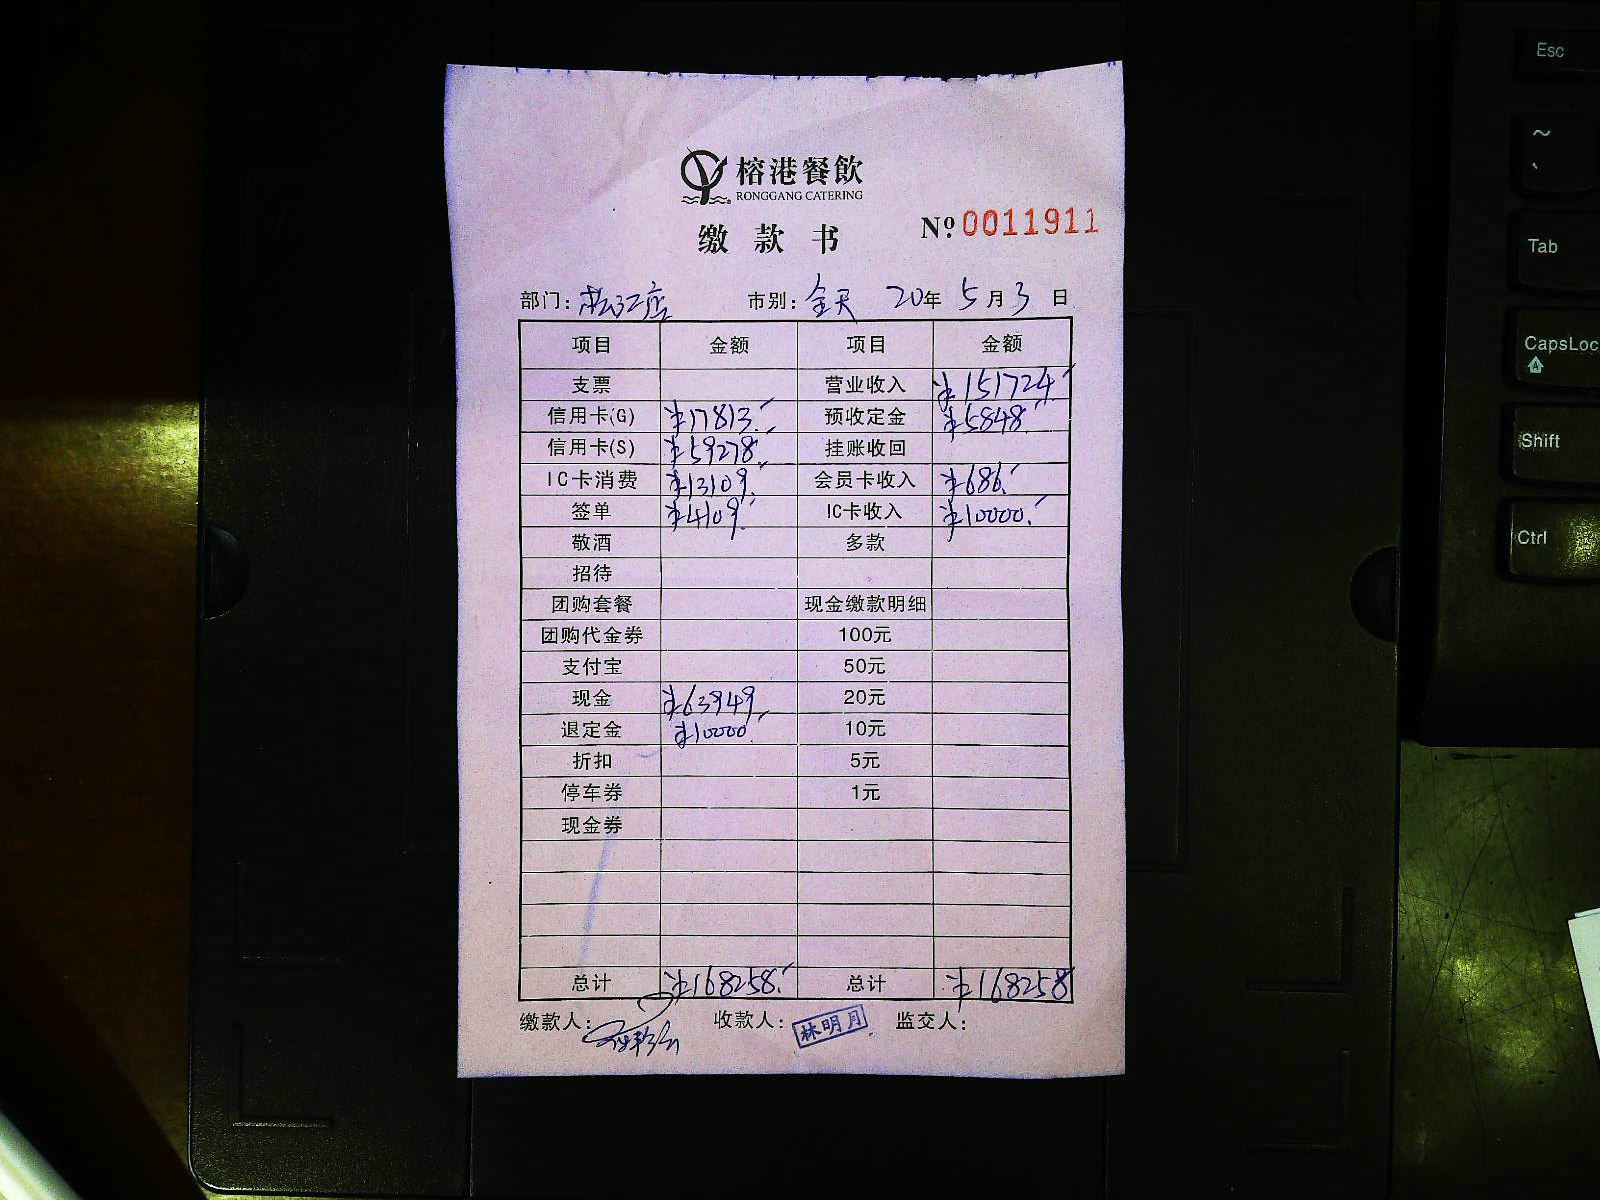 榕港餐飲
RONGGANG CATERING
缴款书 №0011911
部门：松江店 市别：全天 20年5月3日
项目 金额 项目 金额
支票 营业收入 ¥151724.
信用卡(G) ¥17813. 预收定金 ¥5848.
信用卡(S) ¥59278. 挂账收回
IC卡消费 ¥13109. 会员卡收入 ¥686.
签单 ¥4109. IC卡收入 ¥10000.
敬酒 多款
招待
团购套餐 现金缴款明细
团购代金券 100元
支付宝 50元
现金 ¥63949. 20元
退定金 ¥10000. 10元
折扣 5元
停车券 1元
现金券
总计 ¥168258. 总计 ¥168258
缴款人： 收款人：林明月 监交人：
Esc
~
Tab
CapsLoc
Shift
Ctrl